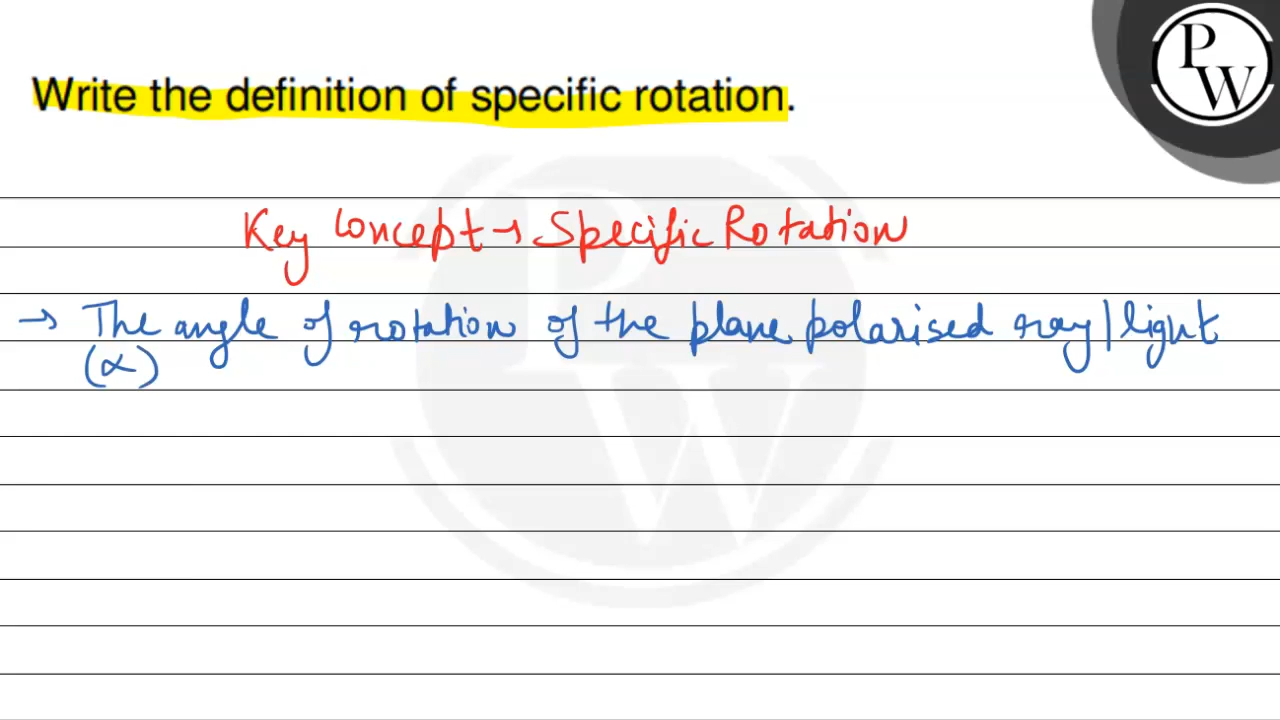 PW
Write the definition of specific rotation.
Key Concept → Specific Rotation
→ The angle of rotation of the plane polarised ray/light
(α)